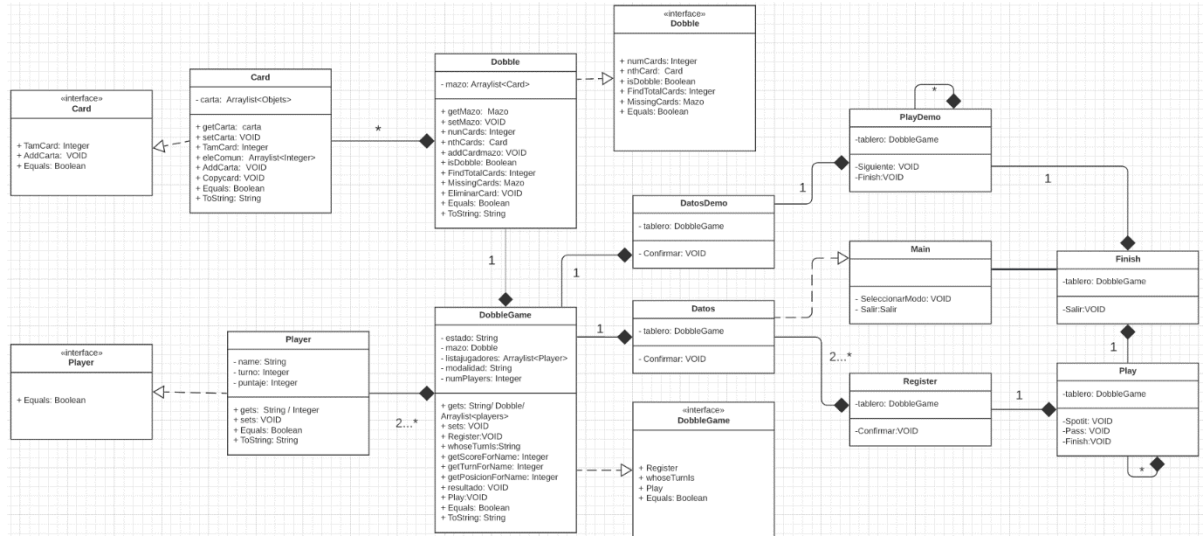 «interface»
Card
+ TamCard: Integer
+ AddCarta: VOID
+ Equals: Boolean
Card
- carta: Arraylist<Objets>
+ getCarta: carta
+ setCarta: VOID
+ TamCard: Integer
+ eleComun: Arraylist<Integer>
+ AddCarta: VOID
+ Copycard: VOID
+ Equals: Boolean
+ ToString: String
*
Dobble
- mazo: Arraylist<Card>
+ getMazo: Mazo
+ setMazo: VOID
+ nunCards: Integer
+ nthCards: Card
+ addCardmazo: VOID
+ isDobble: Boolean
+ FindTotalCards: Integer
+ MissingCards: Mazo
+ EliminarCard: VOID
+ Equals: Boolean
+ ToString: String
«interface»
Dobble
+ numCards: Integer
+ nthCard: Card
+ isDobble: Boolean
+ FindTotalCards: Integer
+ MissingCards: Mazo
+ Equals: Boolean
*
PlayDemo
-tablero: DobbleGame
-Siguiente: VOID
-Finish:VOID
1
1
DatosDemo
- tablero: DobbleGame
- Confirmar: VOID
1
1
Main
- SeleccionarModo: VOID
- Salir:Salir
Finish
-tablero: DobbleGame
-Salir:VOID
«interface»
Player
+ Equals: Boolean
Player
- name: String
- turno: Integer
- puntaje: Integer
+ gets: String / Integer
+ sets: VOID
+ Equals: Boolean
+ ToString: String
2...*
DobbleGame
- estado: String
- mazo: Dobble
- listajugadores: Arraylist<Player>
- modalidad: String
- numPlayers: Integer
+ gets: String/ Dobble/
Arraylist<players>
+ sets: VOID
+ Register:VOID
+ whoseTurnIs:String
+ getScoreForName: Integer
+ getTurnForName: Integer
+ getPosicionForName: Integer
+ resultado: VOID
+ Play:VOID
+ Equals: Boolean
+ ToString: String
1
Datos
- tablero: DobbleGame
- Confirmar: VOID
2...*
«interface»
DobbleGame
+ Register
+ whoseTurnIs
+ Play
+ Equals: Boolean
Register
-tablero: DobbleGame
-Confirmar:VOID
1
1
Play
-tablero: DobbleGame
-Spotit: VOID
-Pass: VOID
-Finish:VOID
*